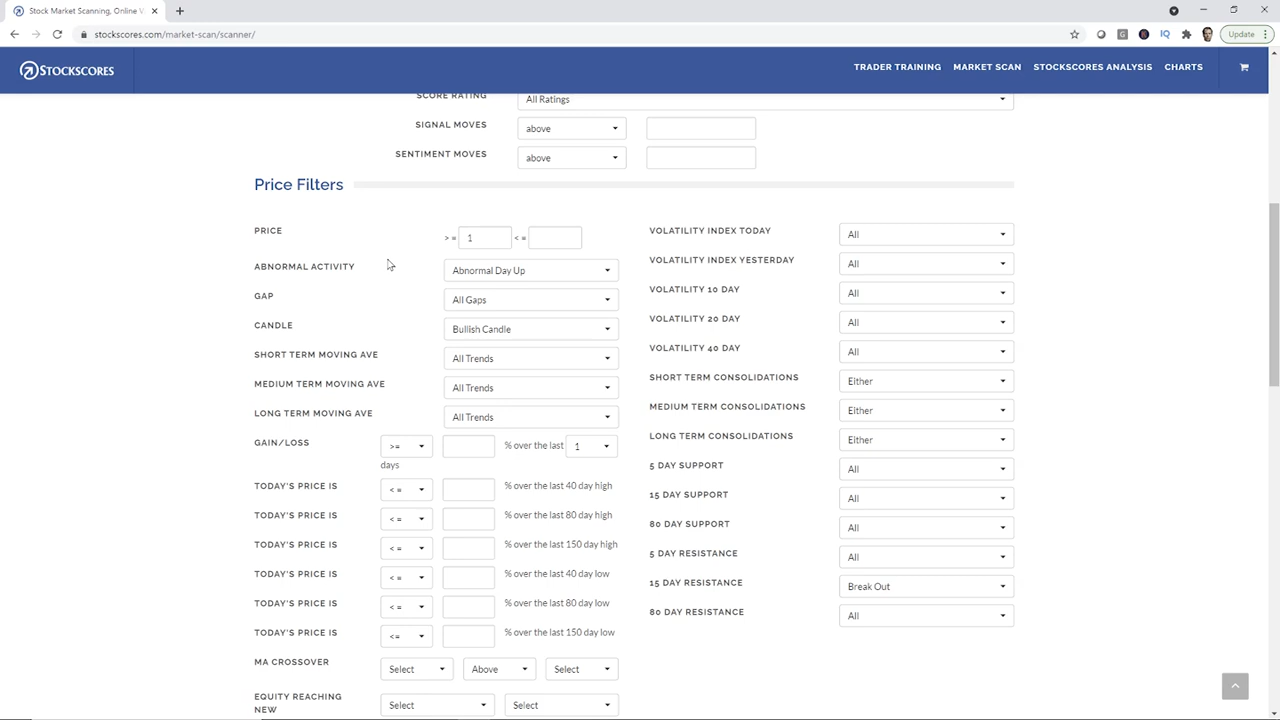 Stock Market Scanning, Online V
stockscores.com/market-scan/scanner/
Update
STOCKSCORES
TRADER TRAINING
MARKET SCAN
STOCKSCORES ANALYSIS
CHARTS
SCORE RATING
All Ratings
SIGNAL MOVES
above
SENTIMENT MOVES
above
Price Filters
PRICE
> =
1
< =
ABNORMAL ACTIVITY
Abnormal Day Up
GAP
All Gaps
CANDLE
Bullish Candle
SHORT TERM MOVING AVE
All Trends
MEDIUM TERM MOVING AVE
All Trends
LONG TERM MOVING AVE
All Trends
GAIN/LOSS
>=
% over the last
1
days
TODAY'S PRICE IS
< =
% over the last 40 day high
TODAY'S PRICE IS
< =
% over the last 80 day high
TODAY'S PRICE IS
< =
% over the last 150 day high
TODAY'S PRICE IS
< =
% over the last 40 day low
TODAY'S PRICE IS
< =
% over the last 80 day low
TODAY'S PRICE IS
<=
% over the last 150 day low
MA CROSSOVER
Select
Above
Select
EQUITY REACHING
NEW
Select
Select
VOLATILITY INDEX TODAY
All
VOLATILITY INDEX YESTERDAY
All
VOLATILITY 10 DAY
All
VOLATILITY 20 DAY
All
VOLATILITY 40 DAY
All
SHORT TERM CONSOLIDATIONS
Either
MEDIUM TERM CONSOLIDATIONS
Either
LONG TERM CONSOLIDATIONS
Either
5 DAY SUPPORT
All
15 DAY SUPPORT
All
80 DAY SUPPORT
All
5 DAY RESISTANCE
All
15 DAY RESISTANCE
Break Out
80 DAY RESISTANCE
All